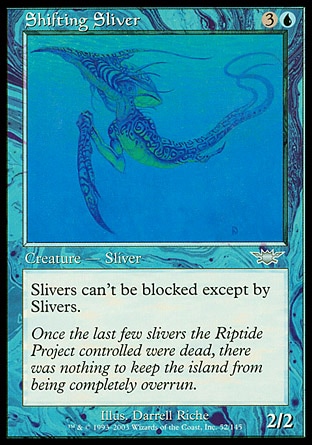 Shifting Sliver 3
Creature Sliver
Slivers can't be blocked except by
Slivers.
Once the last few slivers the Riptide
Project controlled were dead, there
was nothing to keep the island from
being completely overrun.
Illus. Darrell Riche
™ & © 1993-2003 Wizards of the Coast, Inc. 52/145
2/2